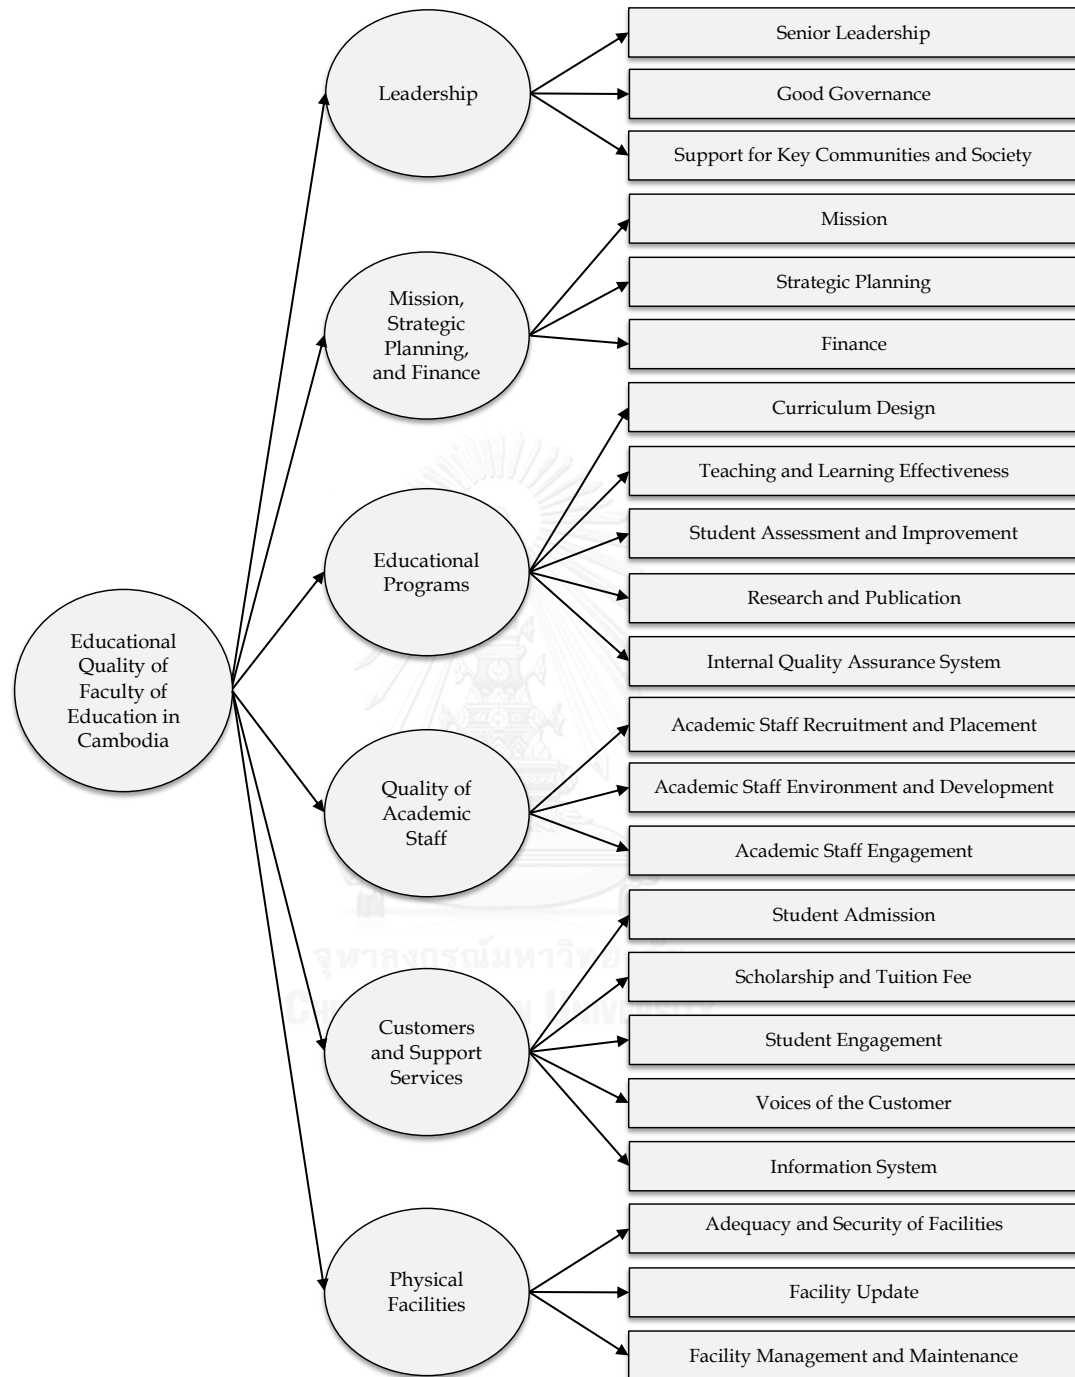 Educational
Quality of
Faculty of
Education in
Cambodia
Leadership
Senior Leadership
Good Governance
Support for Key Communities and Society
Mission,
Strategic
Planning,
and Finance
Mission
Strategic Planning
Finance
Educational
Programs
Curriculum Design
Teaching and Learning Effectiveness
Student Assessment and Improvement
Research and Publication
Internal Quality Assurance System
Quality of
Academic
Staff
Academic Staff Recruitment and Placement
Academic Staff Environment and Development
Academic Staff Engagement
Customers
and Support
Services
Student Admission
Scholarship and Tuition Fee
Student Engagement
Voices of the Customer
Information System
Physical
Facilities
Adequacy and Security of Facilities
Facility Update
Facility Management and Maintenance